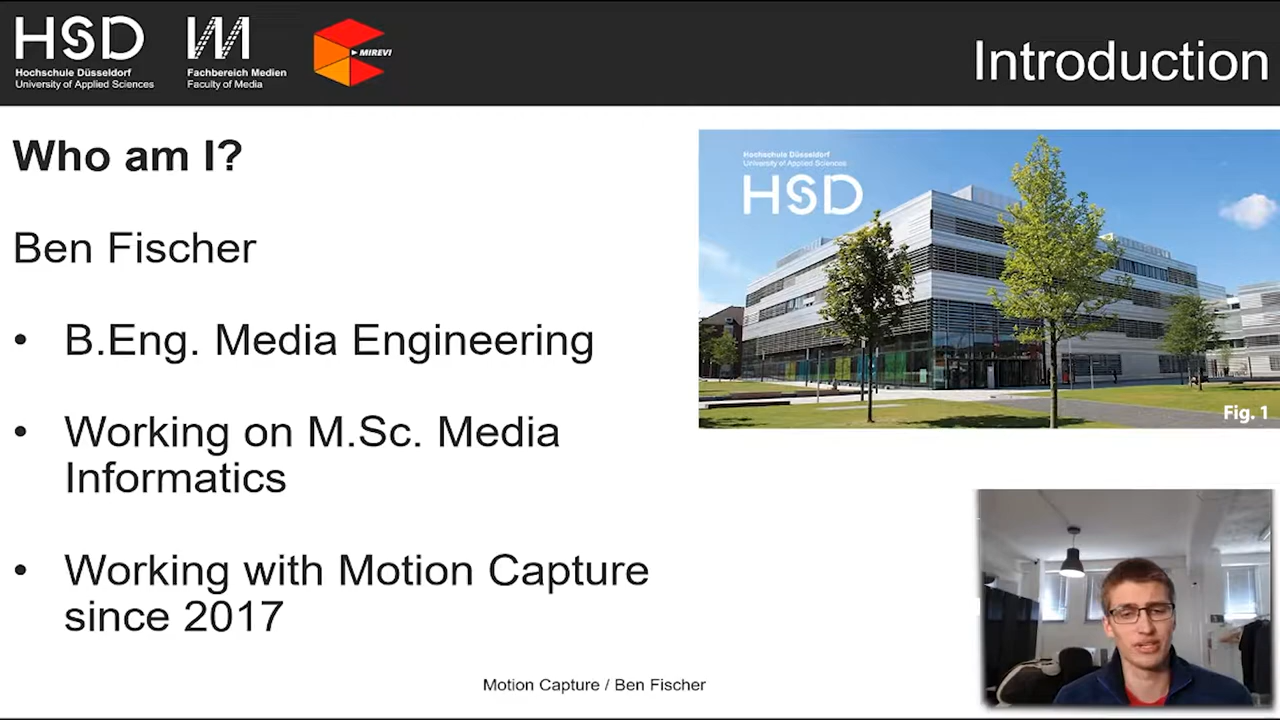 HSD
Hochschule Düsseldorf
University of Applied Sciences
Fachbereich Medien
Faculty of Media
MIREVI
Introduction
Who am I?
Ben Fischer
• B.Eng. Media Engineering
• Working on M.Sc. Media
Informatics
• Working with Motion Capture
since 2017
Hochschule Düsseldorf
University of Applied Sciences
HSD
Fig. 1
Motion Capture / Ben Fischer